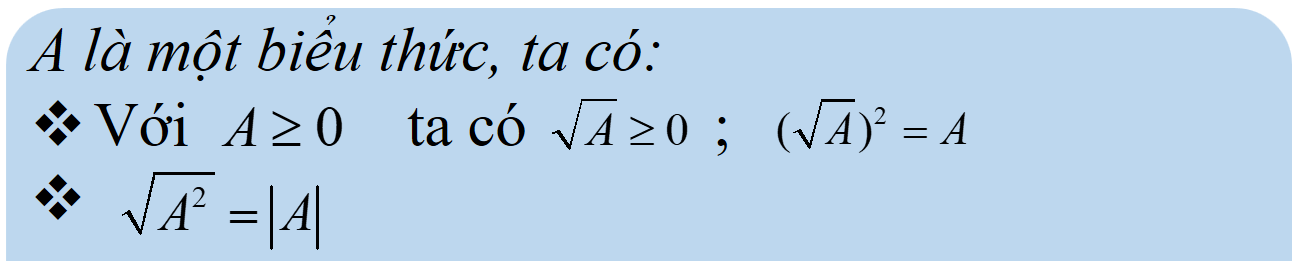 A là một biểu thức, ta có:
❖ Với A ≥ 0 ta có √A ≥ 0 ; (√A)² = A
❖ √A² = |A|